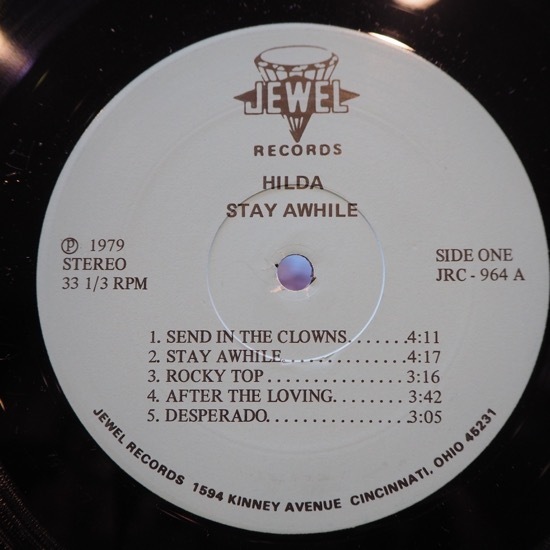 JEWEL
RECORDS
HILDA
STAY AWHILE
℗ 1979
STEREO
33 1/3 RPM
SIDE ONE
JRC - 964 A
1. SEND IN THE CLOWNS.......4:11
2. STAY AWHILE..............4:17
3. ROCKY TOP ................ 3:16
4. AFTER THE LOVING........ 3:42
5. DESPERADO................3:05
JEWEL RECORDS 1594 KINNEY AVENUE CINCINNATI, OHIO 45231